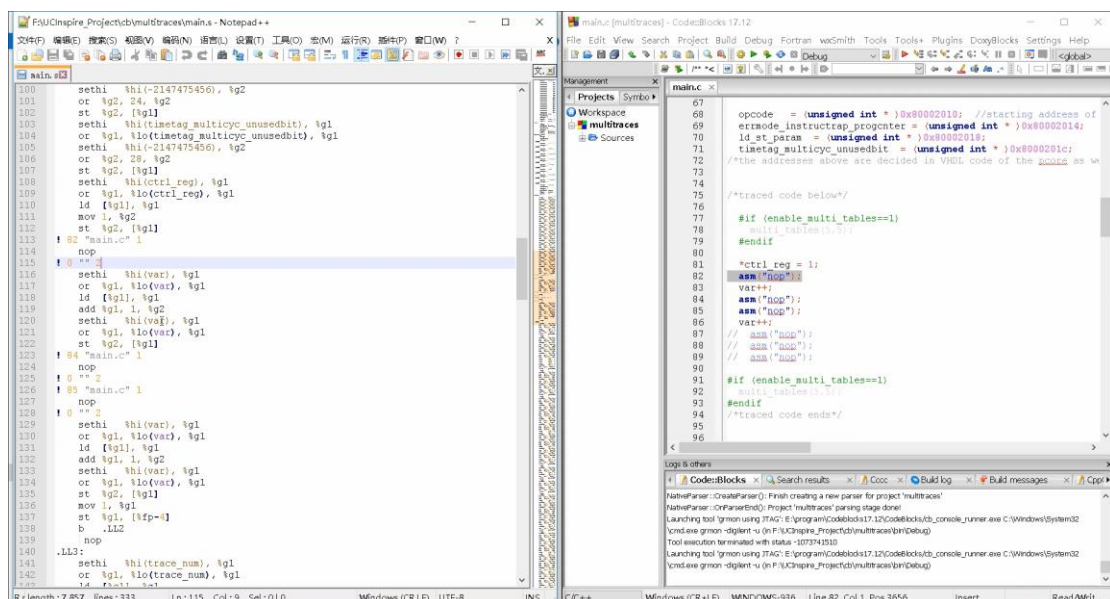 F:\UCInspire_Project\cb\multitraces\main.s - Notepad++
文件(F) 编辑(E) 搜索(S) 视图(V) 编码(N) 语言(L) 设置(T) 工具(O) 宏(M) 运行(R) 插件(P) 窗口(W) ?
main.s
100 sethi %hi(-2147475456), %g2
101 or %g2, 24, %g2
102 st %g2, [%g1]
103 sethi %hi(timetag_multicyc_unusedbit), %g1
104 or %g1, %lo(timetag_multicyc_unusedbit), %g1
105 sethi %hi(-2147475456), %g2
106 or %g2, 28, %g2
107 st %g2, [%g1]
108 sethi %hi(ctrl_reg), %g1
109 or %g1, %lo(ctrl_reg), %g1
110 ld [%g1], %g1
111 mov 1, %g2
112 st %g2, [%g1]
113 ! 82 "main.c" 1
114 nop
115 ! 0 "" 2
116 sethi %hi(var), %g1
117 or %g1, %lo(var), %g1
118 ld [%g1], %g1
119 add %g1, 1, %g2
120 sethi %hi(var), %g1
121 or %g1, %lo(var), %g1
122 st %g2, [%g1]
123 ! 84 "main.c" 1
124 nop
125 ! 0 "" 2
126 ! 85 "main.c" 1
127 nop
128 ! 0 "" 2
129 sethi %hi(var), %g1
130 or %g1, %lo(var), %g1
131 ld [%g1], %g1
132 add %g1, 1, %g2
133 sethi %hi(var), %g1
134 or %g1, %lo(var), %g1
135 st %g2, [%g1]
136 mov 1, %g1
137 st %g1, [%fp-4]
138 b .LL2
139 nop
140 .LL3:
141 sethi %hi(trace_num), %g1
142 or %g1, %lo(trace_num), %g1
length : 7,857 lines : 333 Ln : 115 Col : 9 Sel : 0 | 0 Windows (CR LF) UTF-8 INS
main.c [multitraces] - Code::Blocks 17.12
File Edit View Search Project Build Debug Fortran wxSmith Tools Tools+ Plugins DoxyBlocks Settings Help
Debug <global>
Management
Projects Symbo
Workspace
multitraces
Sources
main.c
67
68 opcode = (unsigned int * )0x80002010; //starting address of
69 errmode_instructrap_progcnter = (unsigned int * )0x80002014;
70 ld_st_param = (unsigned int * )0x80002018;
71 timetag_multicyc_unusedbit = (unsigned int * )0x8000201c;
72 /*the addresses above are decided in VHDL code of the pcore as we
73
74
75 /*traced code below*/
76
77 #if (enable_multi_tables==1)
78 multi_tables(5,5);
79 #endif
80
81 *ctrl_reg = 1;
82 asm("nop");
83 var++;
84 asm("nop");
85 asm("nop");
86 var++;
87 // asm("nop");
88 // asm("nop");
89 // asm("nop");
90
91 #if (enable_multi_tables==1)
92 multi_tables(5,5);
93 #endif
94 /*traced code ends*/
95
96
Logs & others
Code::Blocks Search results Cccc Build log Build messages
NativeParser::CreateParser(): Finish creating a new parser for project 'multitraces'
NativeParser::OnParserEnd(): Project 'multitraces' parsing stage done!
Launching tool 'grmon using JTAG': E:\program\Codeblocks17.12\CodeBlocks/cb_console_runner.exe C:\Windows\System32
\cmd.exe grmon -digilent -u (in F:\UCInspire_Project\cb\multitraces\bin\Debug)
Tool execution terminated with status -1073741510
Launching tool 'grmon using JTAG': E:\program\Codeblocks17.12\CodeBlocks/cb_console_runner.exe C:\Windows\System32
\cmd.exe grmon -digilent -u (in F:\UCInspire_Project\cb\multitraces\bin\Debug)
C/C++ Windows (CR+LF) WINDOWS-936 Line 82, Col 1, Pos 3656 Insert Read/Writ